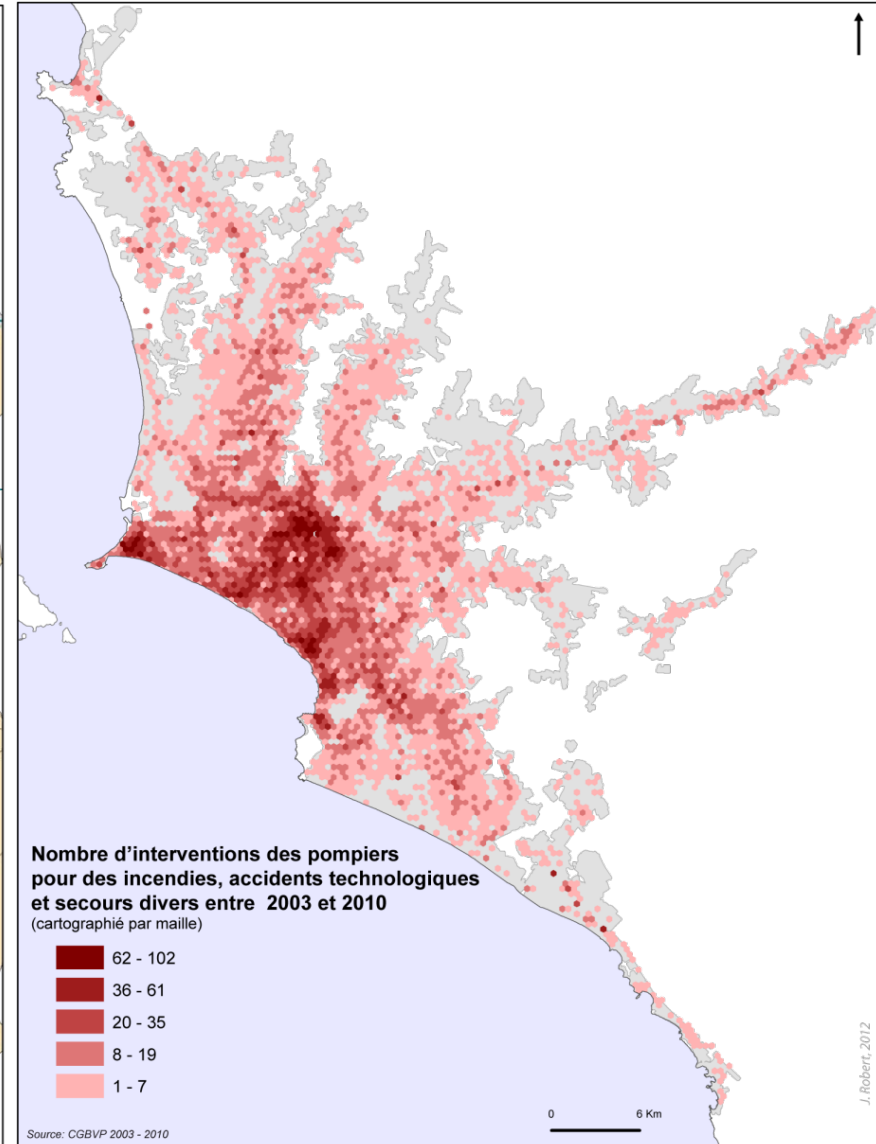 Nombre d'interventions des pompiers
pour des incendies, accidents technologiques
et secours divers entre 2003 et 2010
(cartographié par maille)
62 - 102
36 - 61
20 - 35
8 - 19
1 - 7
Source: CGBVP 2003 - 2010
0 6 Km
J. Robert, 2012